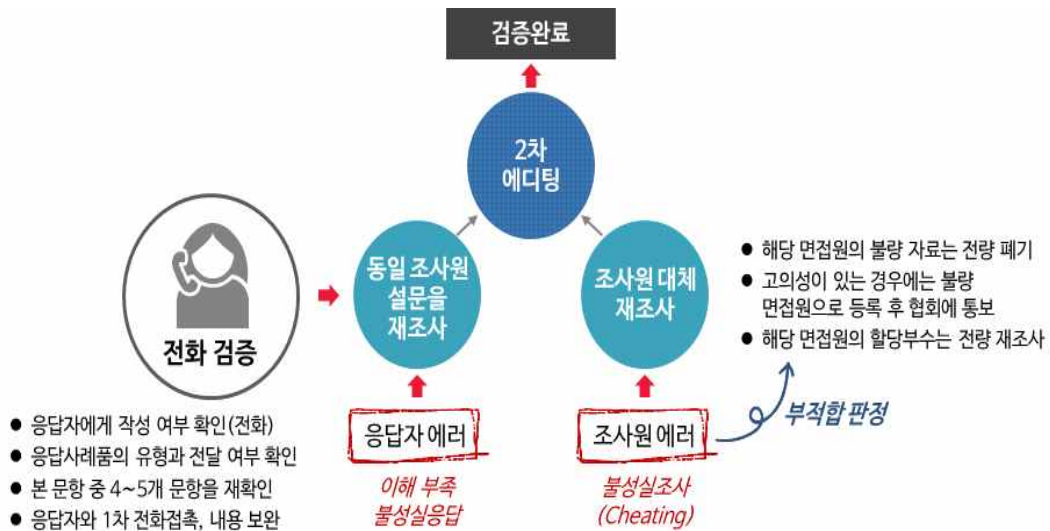 검증완료
2차
에디팅
동일 조사원
설문을
재조사
조사원 대체
재조사
전화 검증
● 응답자에게 작성 여부 확인(전화)
● 응답사례품의 유형과 전달 여부 확인
● 본 문항 중 4~5개 문항을 재확인
● 응답자와 1차 전화접촉, 내용 보완
응답자 에러
이해 부족
불성실응답
조사원 에러
불성실조사
(Cheating)
● 해당 면접원의 불량 자료는 전량 폐기
● 고의성이 있는 경우에는 불량
면접원으로 등록 후 협회에 통보
● 해당 면접원의 할당부수는 전량 재조사
부적합 판정